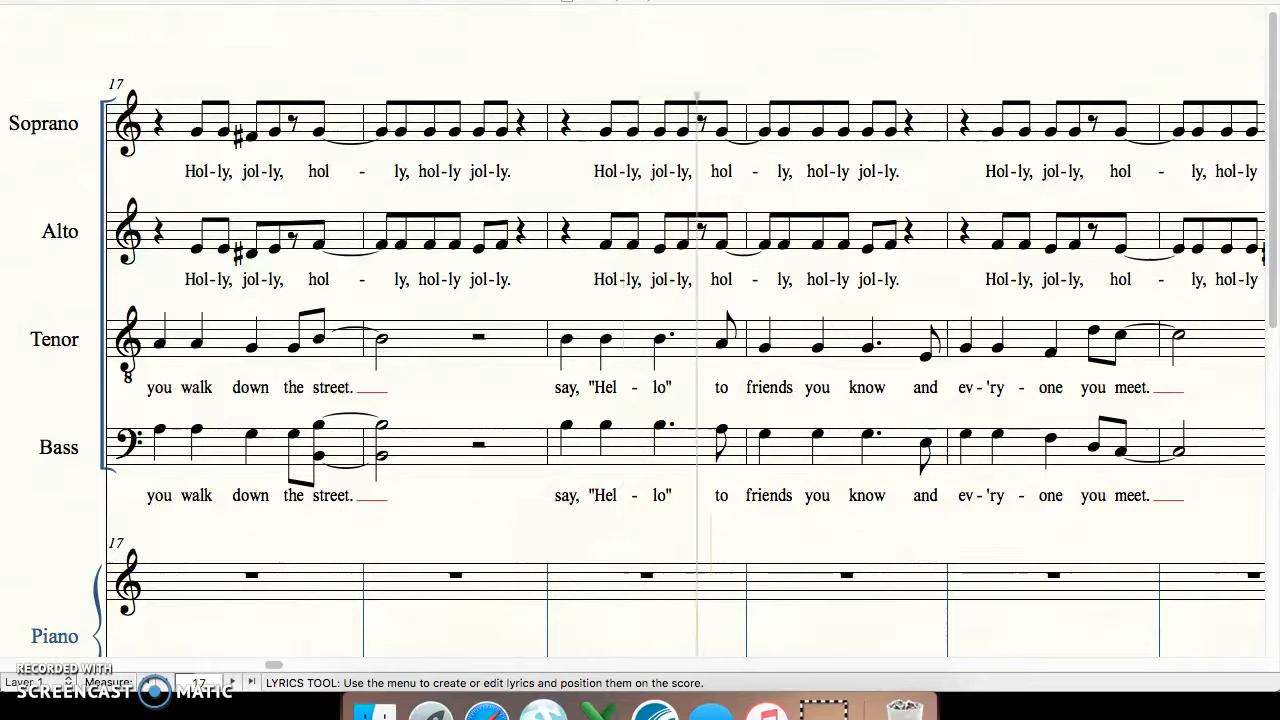 17
Soprano
Hol-ly, jol-ly, hol - ly, hol-ly jol-ly. Hol-ly, jol-ly, hol - ly, hol-ly jol-ly. Hol-ly, jol-ly, hol - ly, hol-ly
Alto
Hol-ly, jol-ly, hol - ly, hol-ly jol-ly. Hol-ly, jol-ly, hol - ly, hol-ly jol-ly. Hol-ly, jol-ly, hol - ly, hol-ly
Tenor
8
you walk down the street. say, "Hel - lo" to friends you know and ev-'ry - one you meet.
Bass
you walk down the street. say, "Hel - lo" to friends you know and ev-'ry - one you meet.
17
Piano
RECORDED WITH
SCREENCAST MATIC
Layer 1 Measure: 17 LYRICS TOOL: Use the menu to create or edit lyrics and position them on the score.